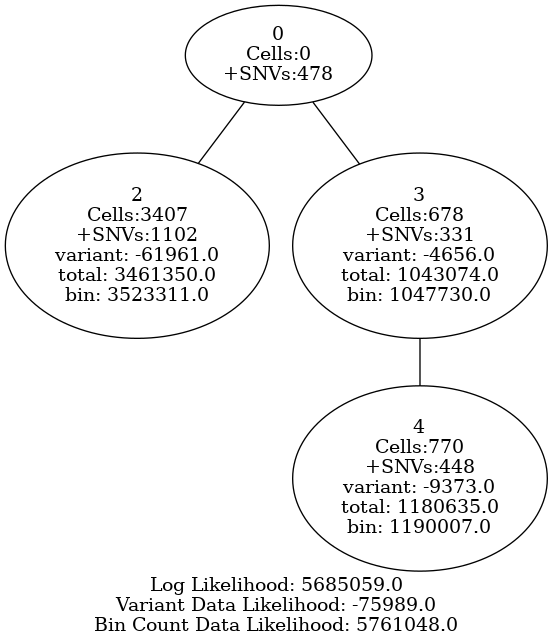 0
Cells:0
+SNVs:478
2
Cells:3407
+SNVs:1102
variant: -61961.0
total: 3461350.0
bin: 3523311.0
3
Cells:678
+SNVs:331
variant: -4656.0
total: 1043074.0
bin: 1047730.0
4
Cells:770
+SNVs:448
variant: -9373.0
total: 1180635.0
bin: 1190007.0
Log Likelihood: 5685059.0
Variant Data Likelihood: -75989.0
Bin Count Data Likelihood: 5761048.0